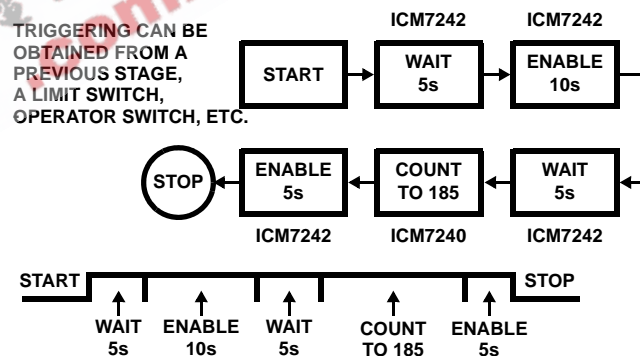 TRIGGERING CAN BE
OBTAINED FROM A
PREVIOUS STAGE,
A LIMIT SWITCH,
OPERATOR SWITCH, ETC.
ICM7242
ICM7242
START
WAIT
5s
ENABLE
10s
STOP
ENABLE
5s
COUNT
TO 185
WAIT
5s
ICM7242
ICM7240
ICM7242
START
STOP
WAIT
5s
ENABLE
10s
WAIT
5s
COUNT
TO 185
ENABLE
5s